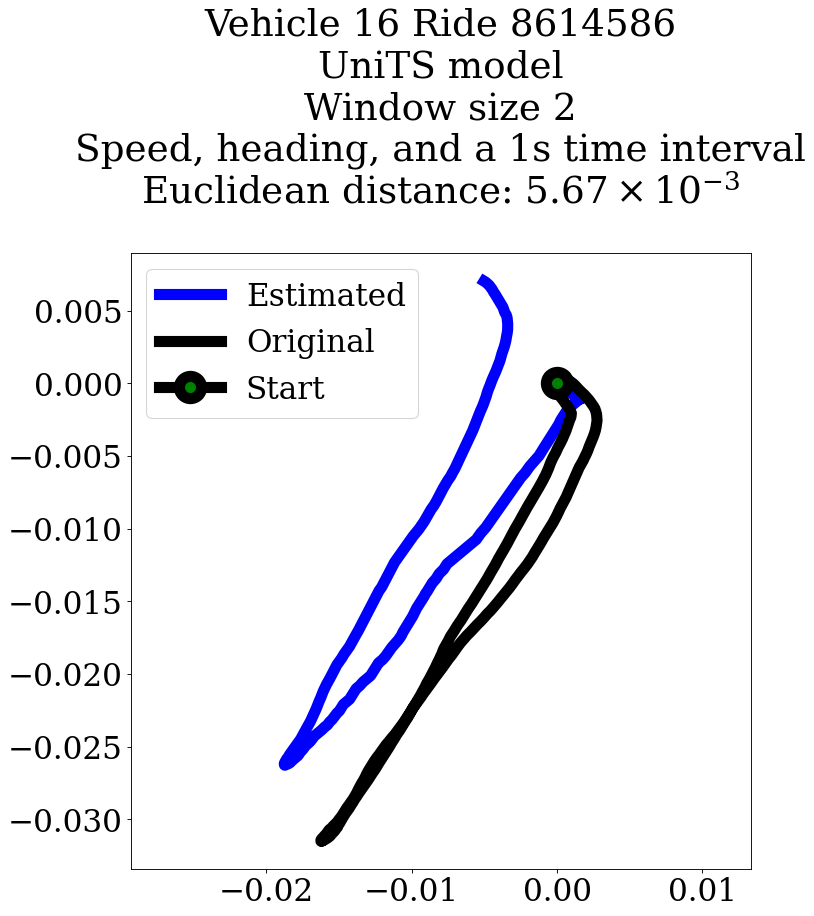 Vehicle 16 Ride 8614586
UniTS model
Window size 2
Speed, heading, and a 1s time interval
Euclidean distance: 5.67 × 10⁻³
Estimated
Original
Start
0.005
0.000
−0.005
−0.010
−0.015
−0.020
−0.025
−0.030
−0.02 −0.01 0.00 0.01